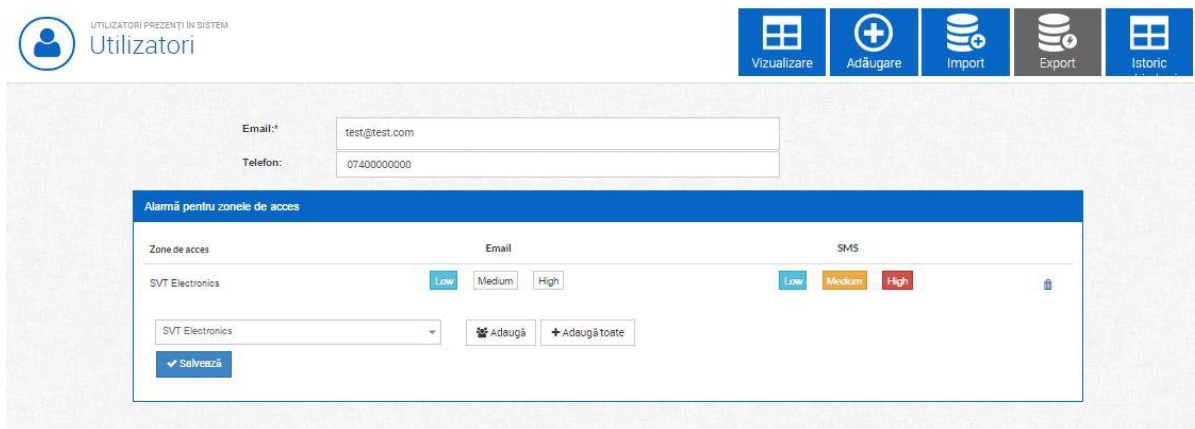 UTILIZATORI PREZENȚI ÎN SISTEM
Utilizatori
Vizualizare
Adăugare
Import
Export
Istoric
Email:*
test@test.com
Telefon:
07400000000
Alarmă pentru zonele de acces
Zone de acces Email SMS
SVT Electronics Low Medium High Low Medium High
SVT Electronics Adaugă Adaugă toate
Salvează